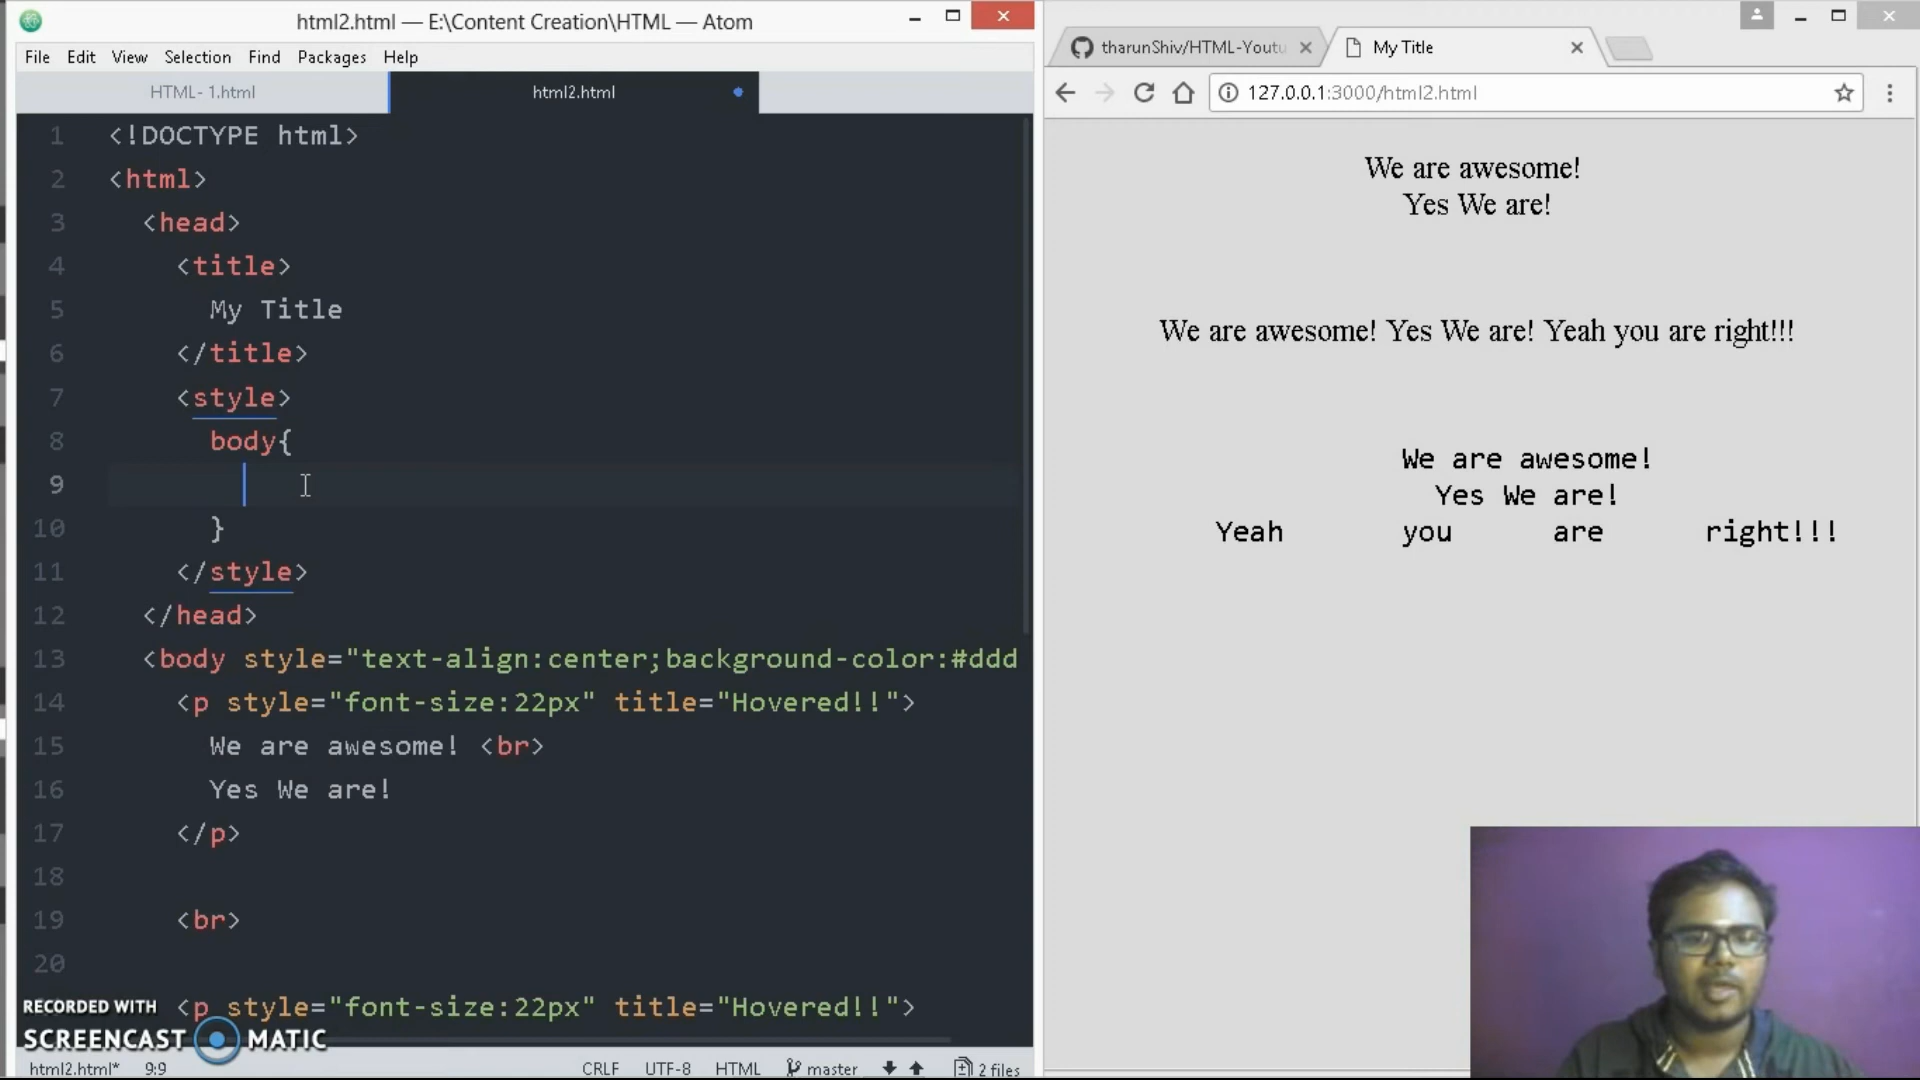 html2.html — E:\Content Creation\HTML — Atom
File Edit View Selection Find Packages Help
HTML- 1.html html2.html
1 <!DOCTYPE html>
2 <html>
3 <head>
4 <title>
5 My Title
6 </title>
7 <style>
8 body{
9
10 }
11 </style>
12 </head>
13 <body style="text-align:center;background-color:#ddd
14 <p style="font-size:22px" title="Hovered!!">
15 We are awesome! <br>
16 Yes We are!
17 </p>
18
19 <br>
20
<p style="font-size:22px" title="Hovered!!">
RECORDED WITH
SCREENCAST MATIC
html2.html* 9:9 CRLF UTF-8 HTML master 2 files
tharunShiv/HTML-Youtu My Title
127.0.0.1:3000/html2.html
We are awesome!
Yes We are!
We are awesome! Yes We are! Yeah you are right!!!
We are awesome!
Yes We are!
Yeah you are right!!!